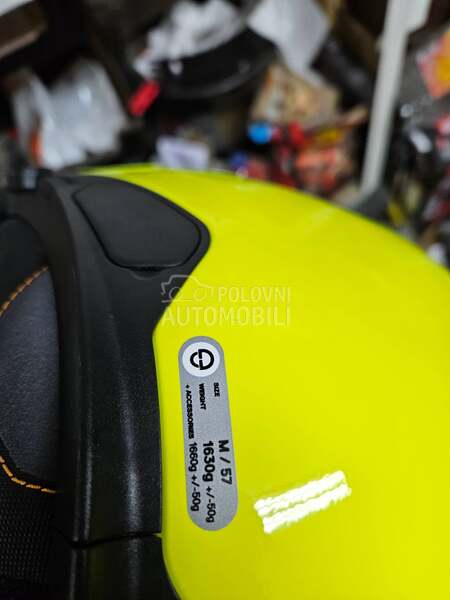 POLOVNI
AUTOMOBILI
SIZE M / 57
WEIGHT 1630g +/-50g
+ ACCESSORIES 1660g +/-50g